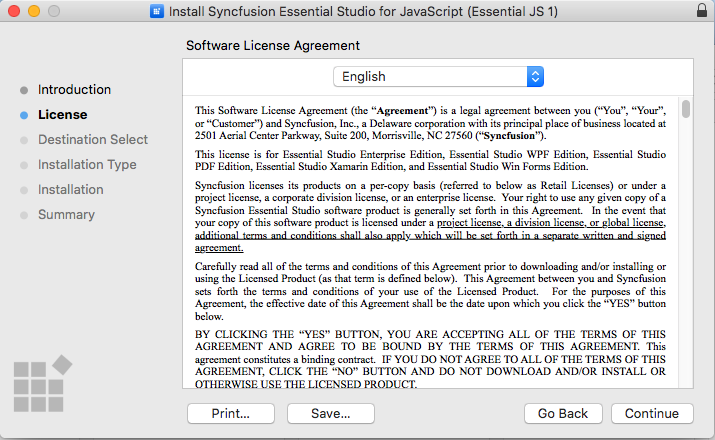 Install Syncfusion Essential Studio for JavaScript (Essential JS 1)
Software License Agreement
Introduction
License
Destination Select
Installation Type
Installation
Summary
English
This Software License Agreement (the “Agreement”) is a legal agreement between you (“You”, “Your”,
or “Customer”) and Syncfusion, Inc., a Delaware corporation with its principal place of business located at
2501 Aerial Center Parkway, Suite 200, Morrisville, NC 27560 (“Syncfusion”).
This license is for Essential Studio Enterprise Edition, Essential Studio WPF Edition, Essential Studio
PDF Edition, Essential Studio Xamarin Edition, and Essential Studio Win Forms Edition.
Syncfusion licenses its products on a per-copy basis (referred to below as Retail Licenses) or under a
project license, a corporate division license, or an enterprise license. Your right to use any given copy of a
Syncfusion Essential Studio software product is generally set forth in this Agreement. In the event that
your copy of this software product is licensed under a project license, a division license, or global license,
additional terms and conditions shall also apply which will be set forth in a separate written and signed
agreement.
Carefully read all of the terms and conditions of this Agreement prior to downloading and/or installing or
using the Licensed Product (as that term is defined below). This Agreement between you and Syncfusion
sets forth the terms and conditions of your use of the Licensed Product. For the purposes of this
Agreement, the effective date of this Agreement shall be the date upon which you click the “YES” button
below.
BY CLICKING THE “YES” BUTTON, YOU ARE ACCEPTING ALL OF THE TERMS OF THIS
AGREEMENT AND AGREE TO BE BOUND BY THE TERMS OF THIS AGREEMENT. This
agreement constitutes a binding contract. IF YOU DO NOT AGREE TO ALL OF THE TERMS OF THIS
AGREEMENT, CLICK THE “NO” BUTTON AND DO NOT DOWNLOAD AND/OR INSTALL OR
OTHERWISE USE THE LICENSED PRODUCT.
Print...
Save...
Go Back
Continue